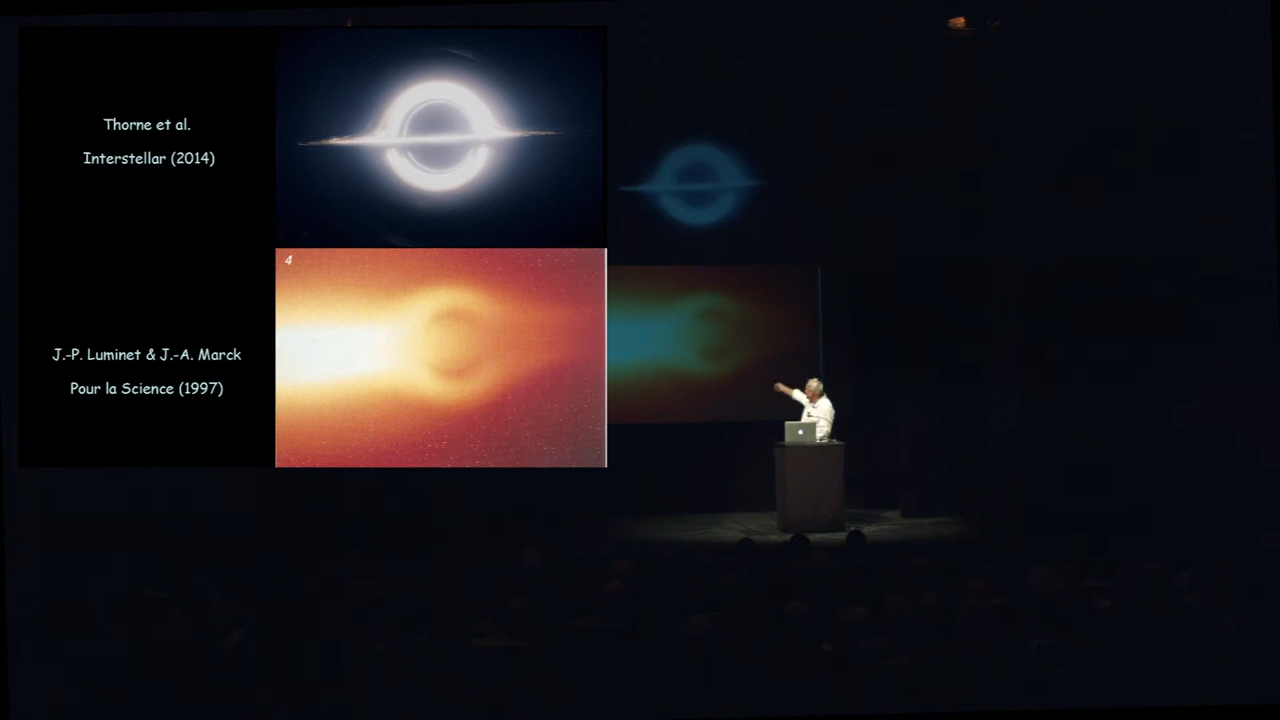 Thorne et al.
Interstellar (2014)
4
J.-P. Luminet & J.-A. Marck
Pour la Science (1997)